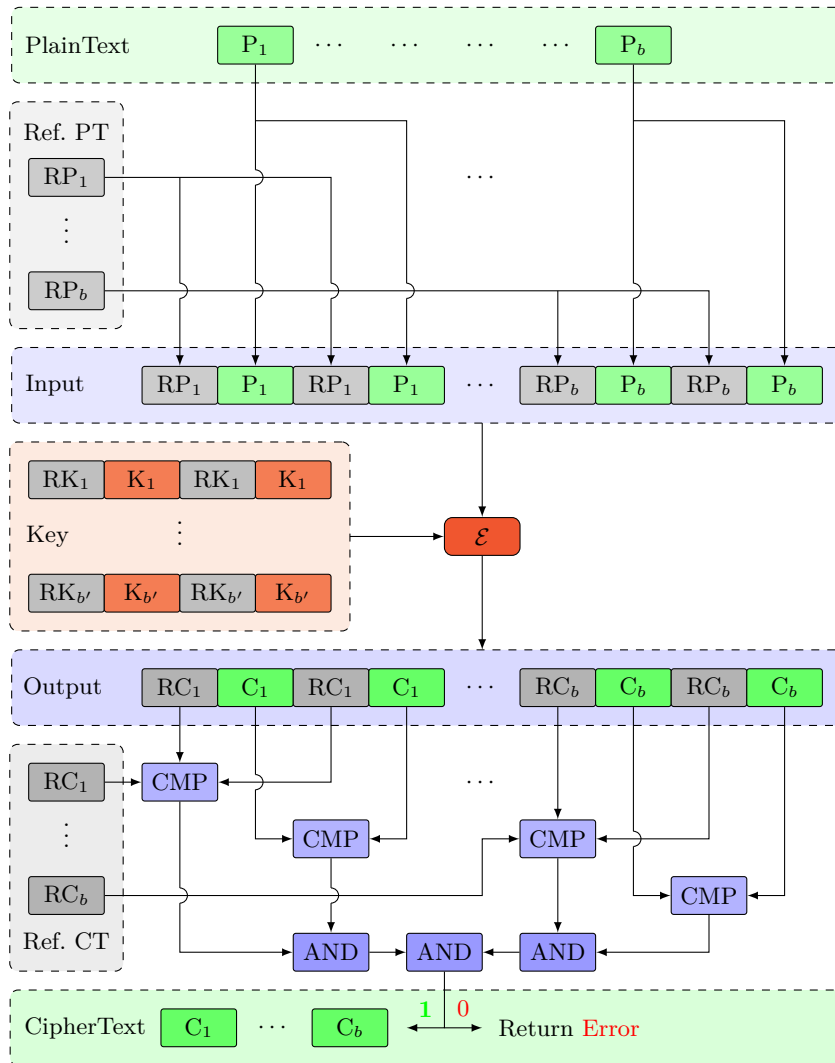 PlainText P₁ ··· ··· ··· ··· P_b
Ref. PT
RP₁ ···
⋮
RP_b
Input RP₁ P₁ RP₁ P₁ ··· RP_b P_b RP_b P_b
RK₁ K₁ RK₁ K₁
Key ⋮ ℰ
RK_b′ K_b′ RK_b′ K_b′
Output RC₁ C₁ RC₁ C₁ ··· RC_b C_b RC_b C_b
RC₁ CMP ···
⋮ CMP CMP
RC_b CMP
Ref. CT AND AND AND
1 0
CipherText C₁ ··· C_b Return Error